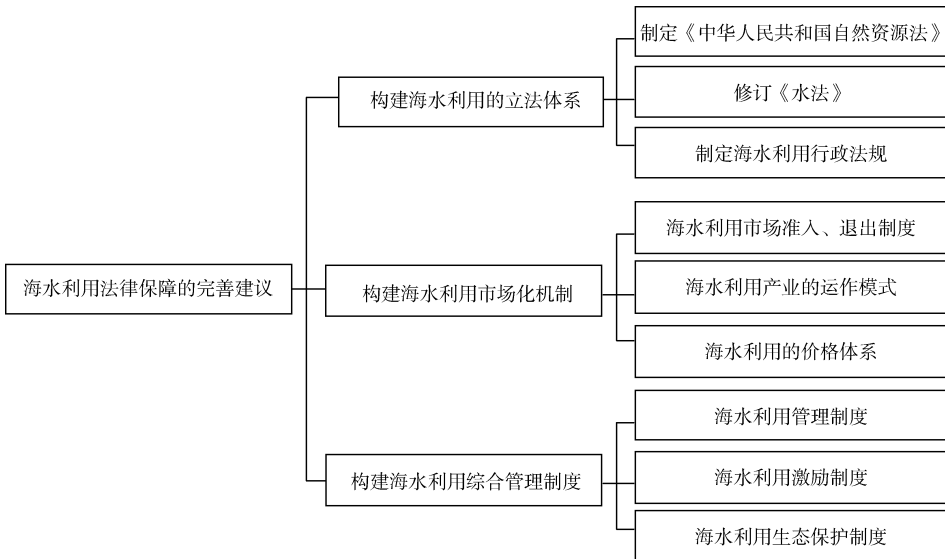 海水利用法律保障的完善建议
构建海水利用的立法体系
制定《中华人民共和国自然资源法》
修订《水法》
制定海水利用行政法规
构建海水利用市场化机制
海水利用市场准入、退出制度
海水利用产业的运作模式
海水利用的价格体系
构建海水利用综合管理制度
海水利用管理制度
海水利用激励制度
海水利用生态保护制度